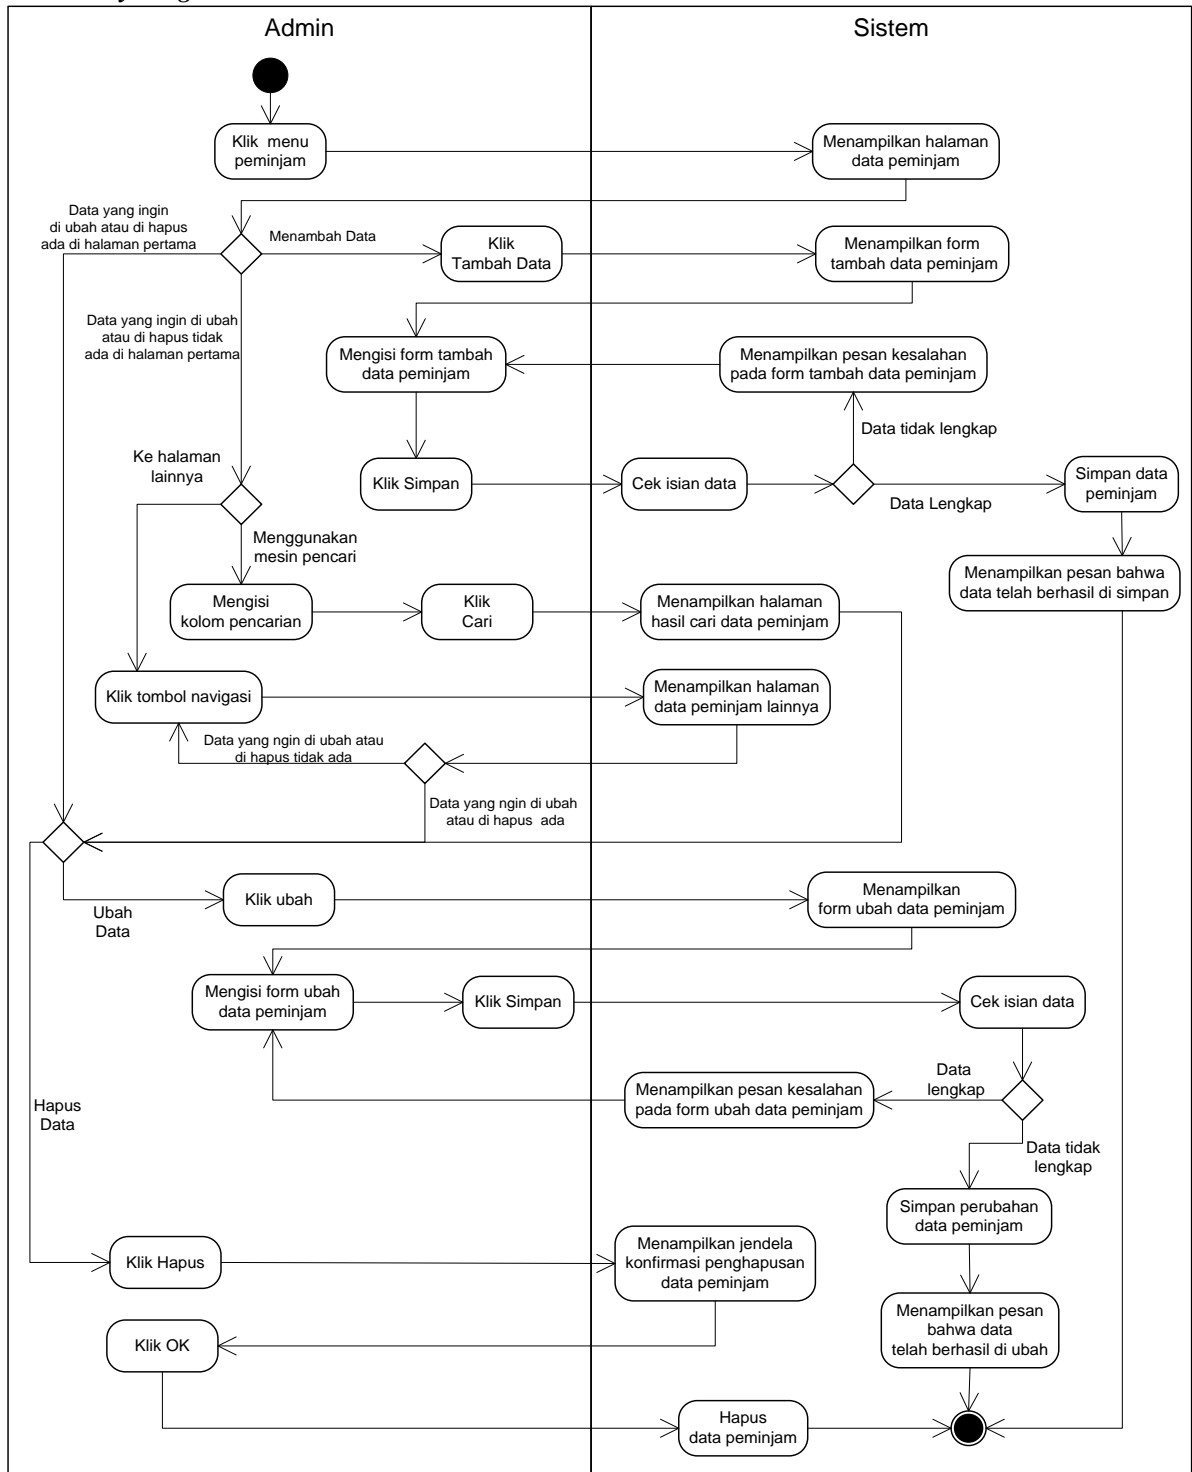 Admin
Sistem
Klik menu
peminjam
Menampilkan halaman
data peminjam
Data yang ingin
di ubah atau di hapus
ada di halaman pertama
Menambah Data
Klik
Tambah Data
Menampilkan form
tambah data peminjam
Data yang ingin di ubah
atau di hapus tidak
ada di halaman pertama
Mengisi form tambah
data peminjam
Menampilkan pesan kesalahan
pada form tambah data peminjam
Data tidak lengkap
Ke halaman
lainnya
Klik Simpan
Cek isian data
Data Lengkap
Simpan data
peminjam
Menggunakan
mesin pencari
Menampilkan pesan bahwa
data telah berhasil di simpan
Mengisi
kolom pencarian
Klik
Cari
Menampilkan halaman
hasil cari data peminjam
Klik tombol navigasi
Menampilkan halaman
data peminjam lainnya
Data yang ngin di ubah atau
di hapus tidak ada
Data yang ngin di ubah
atau di hapus ada
Klik ubah
Menampilkan
form ubah data peminjam
Ubah
Data
Mengisi form ubah
data peminjam
Klik Simpan
Cek isian data
Menampilkan pesan kesalahan
pada form ubah data peminjam
Data
lengkap
Hapus
Data
Data tidak
lengkap
Simpan perubahan
data peminjam
Klik Hapus
Menampilkan jendela
konfirmasi penghapusan
data peminjam
Menampilkan pesan
bahwa data
telah berhasil di ubah
Klik OK
Hapus
data peminjam